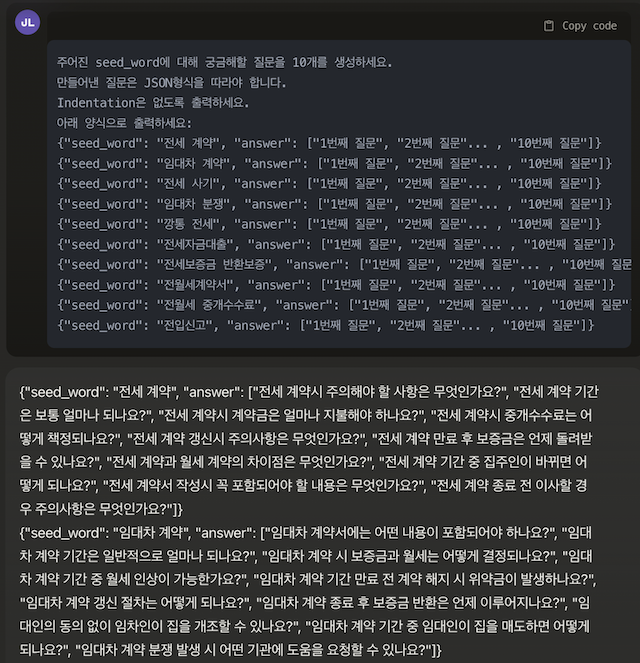 JL
Copy code
주어진 seed_word에 대해 궁금해할 질문을 10개를 생성하세요.
만들어낸 질문은 JSON형식을 따라야 합니다.
Indentation은 없도록 출력하세요.
아래 양식으로 출력하세요:
{"seed_word": "전세 계약", "answer": ["1번째 질문", "2번째 질문"... , "10번째 질문"]}
{"seed_word": "임대차 계약", "answer": ["1번째 질문", "2번째 질문"... , "10번째 질문"]}
{"seed_word": "전세 사기", "answer": ["1번째 질문", "2번째 질문"... , "10번째 질문"]}
{"seed_word": "임대차 분쟁", "answer": ["1번째 질문", "2번째 질문"... , "10번째 질문"]}
{"seed_word": "깡통 전세", "answer": ["1번째 질문", "2번째 질문"... , "10번째 질문"]}
{"seed_word": "전세자금대출", "answer": ["1번째 질문", "2번째 질문"... , "10번째 질문"]}
{"seed_word": "전세보증금 반환보증", "answer": ["1번째 질문", "2번째 질문"... , "10번째 질문
{"seed_word": "전월세계약서", "answer": ["1번째 질문", "2번째 질문"... , "10번째 질문"]}
{"seed_word": "전월세 중개수수료", "answer": ["1번째 질문", "2번째 질문"... , "10번째 질문"
{"seed_word": "전입신고", "answer": ["1번째 질문", "2번째 질문"... , "10번째 질문"]}
{"seed_word": "전세 계약", "answer": ["전세 계약시 주의해야 할 사항은 무엇인가요?", "전세 계약 기간
은 보통 얼마나 되나요?", "전세 계약시 계약금은 얼마나 지불해야 하나요?", "전세 계약시 중개수수료는 어
떻게 책정되나요?", "전세 계약 갱신시 주의사항은 무엇인가요?", "전세 계약 만료 후 보증금은 언제 돌려받
을 수 있나요?", "전세 계약과 월세 계약의 차이점은 무엇인가요?", "전세 계약 기간 중 집주인이 바뀌면 어
떻게 되나요?", "전세 계약서 작성시 꼭 포함되어야 할 내용은 무엇인가요?", "전세 계약 종료 전 이사할 경
우 주의사항은 무엇인가요?"]}
{"seed_word": "임대차 계약", "answer": ["임대차 계약서에는 어떤 내용이 포함되어야 하나요?", "임대
차 계약 기간은 일반적으로 얼마나 되나요?", "임대차 계약 시 보증금과 월세는 어떻게 결정되나요?", "임대
차 계약 기간 중 월세 인상이 가능한가요?", "임대차 계약 기간 만료 전 계약 해지 시 위약금이 발생하나요?",
"임대차 계약 갱신 절차는 어떻게 되나요?", "임대차 계약 종료 후 보증금 반환은 언제 이루어지나요?", "임
대인의 동의 없이 임차인이 집을 개조할 수 있나요?", "임대차 계약 기간 중 임대인이 집을 매도하면 어떻게
되나요?", "임대차 계약 분쟁 발생 시 어떤 기관에 도움을 요청할 수 있나요?"]}